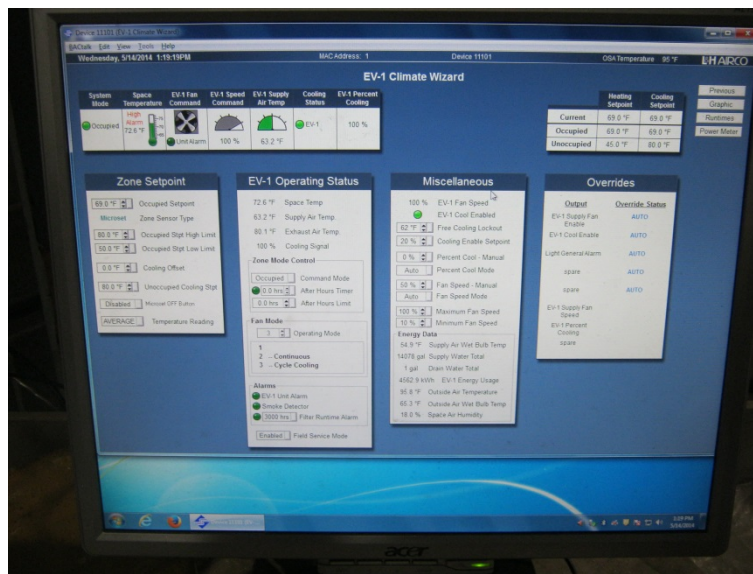 Device 11101 (EV-1 Climate Wizard)
BACtalk Edit View Tools Help
Wednesday, 5/14/2014 1:19:19PM MAC Address: 1 Device 11101 OSA Temperature 95 °F L·H AIRCO
EV-1 Climate Wizard
System Mode Space Temperature EV-1 Fan Command EV-1 Speed Command EV-1 Supply Air Temp Cooling Status EV-1 Percent Cooling
Occupied High Alarm 72.6 °F Unit Alarm 100 % 63.2 °F EV-1 100 %
Heating Setpoint Cooling Setpoint
Current 69.0 °F 69.0 °F
Occupied 69.0 °F 69.0 °F
Unoccupied 45.0 °F 80.0 °F
Previous
Graphic
Runtimes
Power Meter
Zone Setpoint
69.0 °F Occupied Setpoint
Microset Zone Sensor Type
80.0 °F Occupied Stpt High Limit
50.0 °F Occupied Stpt Low Limit
0.0 °F Cooling Offset
80.0 °F Unoccupied Cooling Stpt
Disabled Microset OFF Button
AVERAGE Temperature Reading
EV-1 Operating Status
72.6 °F Space Temp
63.2 °F Supply Air Temp
80.1 °F Exhaust Air Temp
100 % Cooling Signal
Zone Mode Control
Occupied Command Mode
0.0 hrs After Hours Timer
0.0 hrs After Hours Limit
Fan Mode
3 Operating Mode
1
2 .. Continuous
3 .. Cycle Cooling
Alarms
EV-1 Unit Alarm
Smoke Detector
2000 hrs Filter Runtime Alarm
Enabled Field Service Mode
Miscellaneous
100 % EV-1 Fan Speed
EV-1 Cool Enabled
62 °F Free Cooling Lockout
20 % Cooling Enable Setpoint
0 % Percent Cool - Manual
Auto Percent Cool Mode
50 % Fan Speed - Manual
Auto Fan Speed Mode
100 % Maximum Fan Speed
10 % Minimum Fan Speed
Energy Data
54.9 °F Supply Air Wet Bulb Temp
14078 gal Supply Water Total
1 gal Drain Water Total
4562.9 kWh EV-1 Energy Usage
95.8 °F Outside Air Temperature
Outside Air Wet Bulb Temp
18.0 % Space Air Humidity
Overrides
Output Override Status
EV-1 Supply Fan Enable AUTO
EV-1 Cool Enable AUTO
Light General Alarm AUTO
spare AUTO
spare AUTO
EV-1 Supply Fan Speed
EV-1 Percent Cooling
spare
5/14/2014
acer